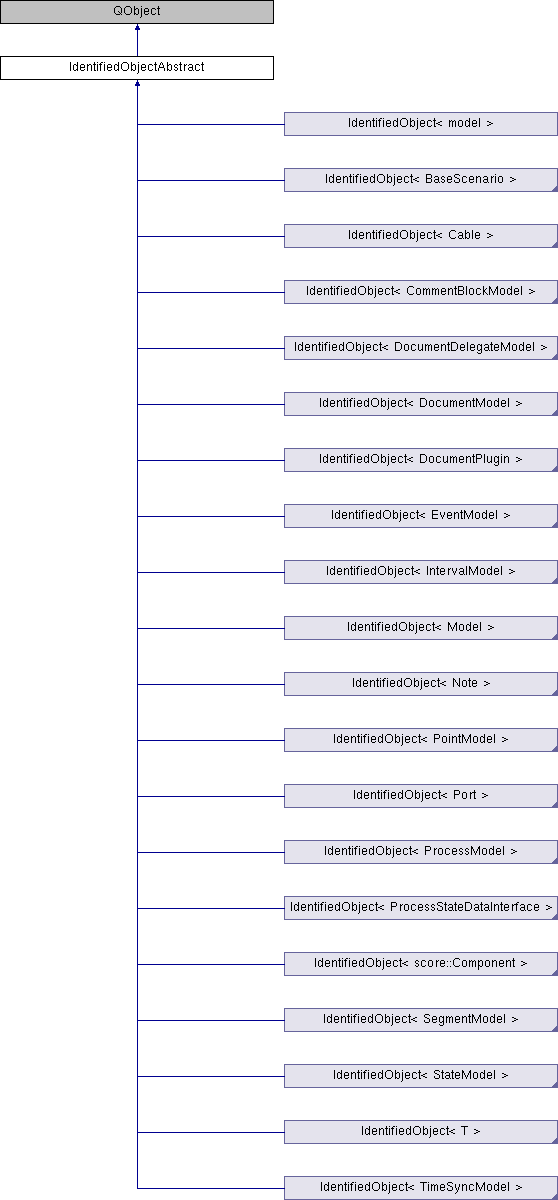 QObject
IdentifiedObjectAbstract
IdentifiedObject< model >
IdentifiedObject< BaseScenario >
IdentifiedObject< Cable >
IdentifiedObject< CommentBlockModel >
IdentifiedObject< DocumentDelegateModel >
IdentifiedObject< DocumentModel >
IdentifiedObject< DocumentPlugin >
IdentifiedObject< EventModel >
IdentifiedObject< IntervalModel >
IdentifiedObject< Model >
IdentifiedObject< Note >
IdentifiedObject< PointModel >
IdentifiedObject< Port >
IdentifiedObject< ProcessModel >
IdentifiedObject< ProcessStateDataInterface >
IdentifiedObject< score::Component >
IdentifiedObject< SegmentModel >
IdentifiedObject< StateModel >
IdentifiedObject< T >
IdentifiedObject< TimeSyncModel >